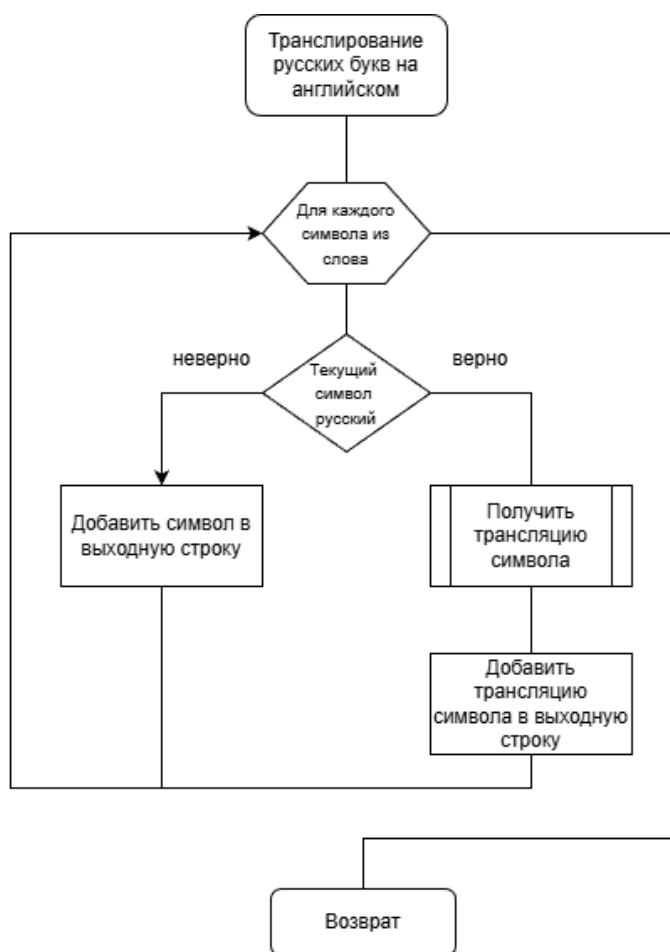 Транслирование
русских букв на
английском
Для каждого
символа из
слова
неверно
верно
Текущий
символ
русский
Добавить символ в
выходную строку
Получить
трансляцию
символа
Добавить
трансляцию
символа в выходную
строку
Возврат